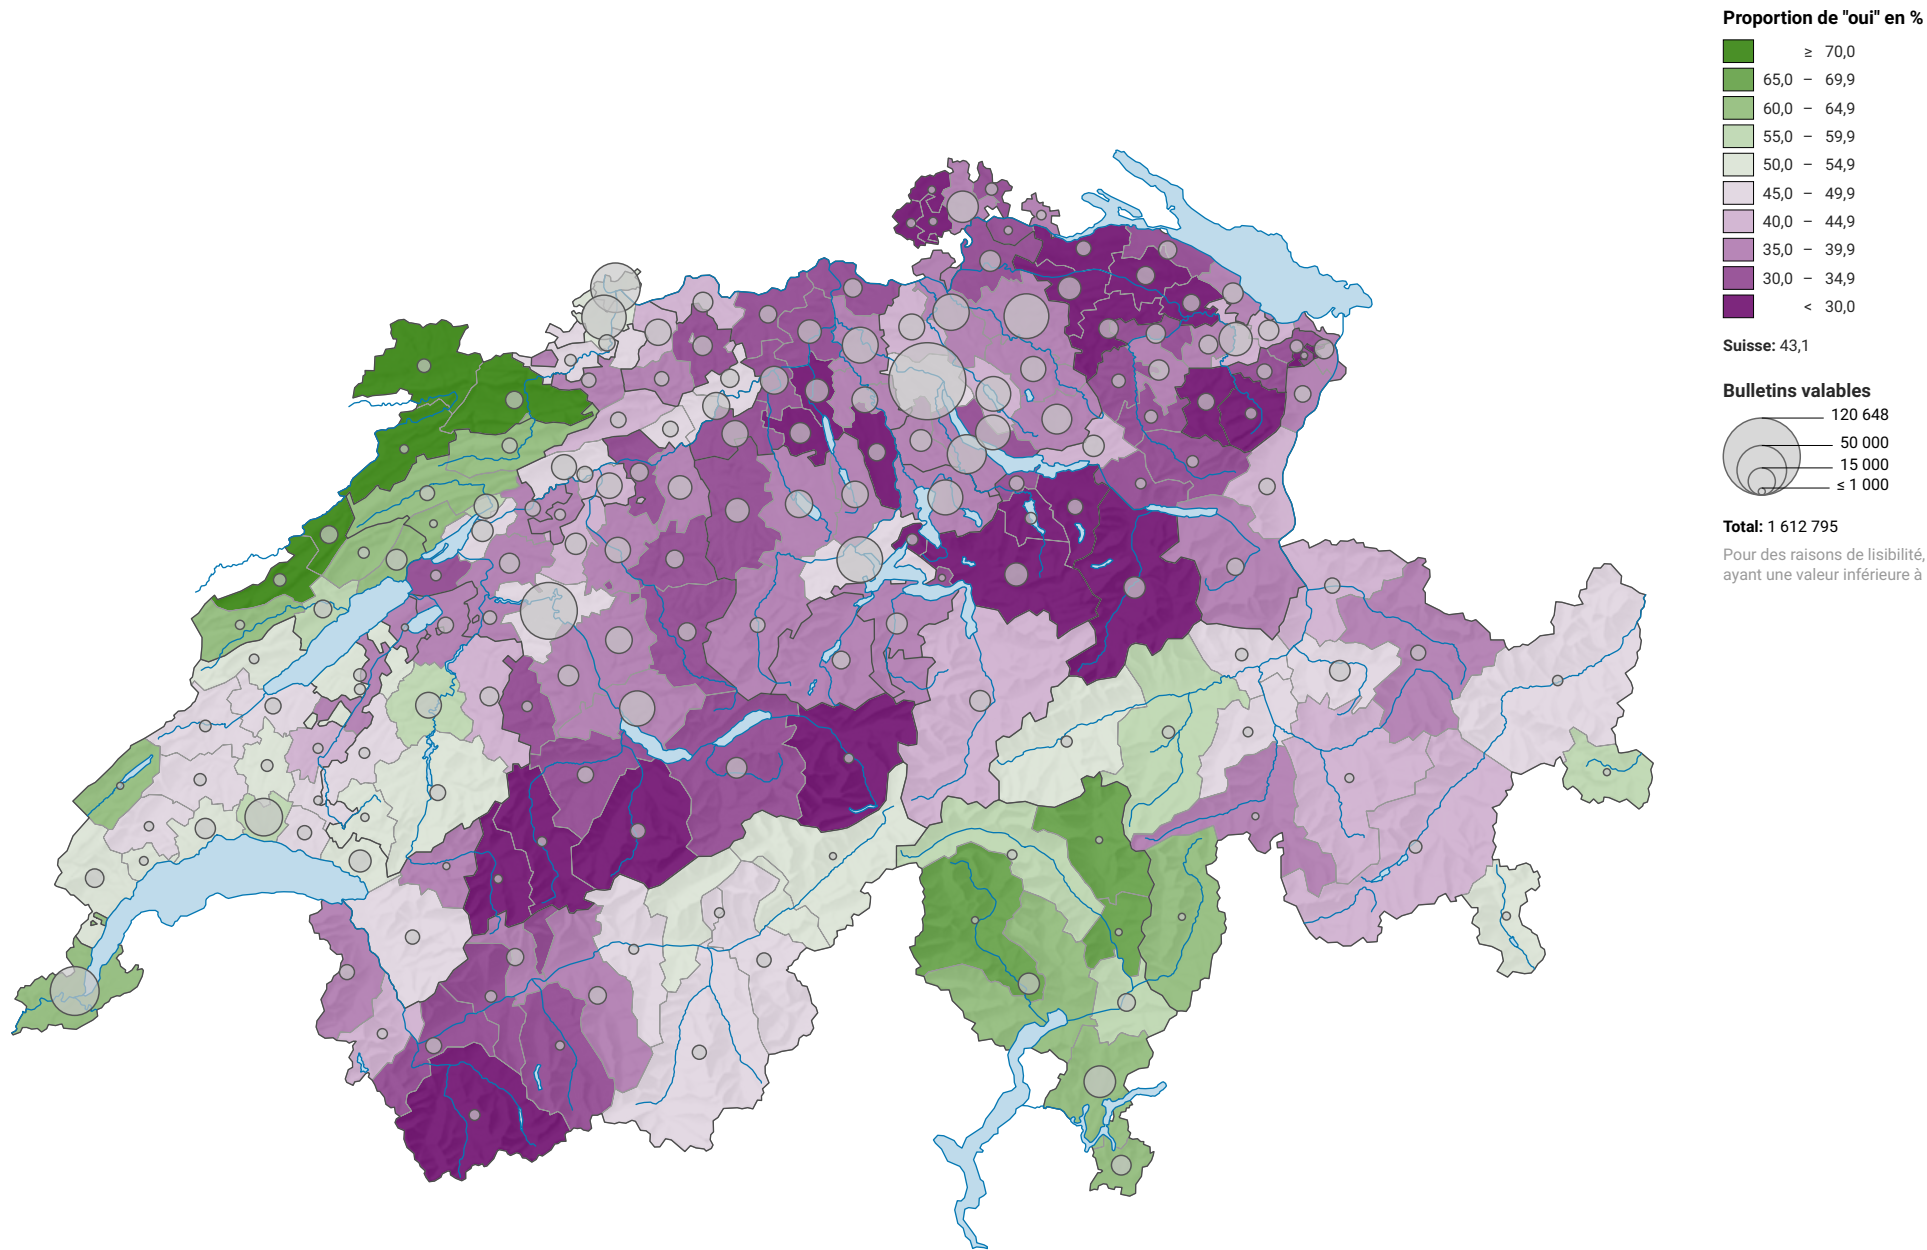 Proportion de "oui" en %
≥ 70,0
65,0 – 69,9
60,0 – 64,9
55,0 – 59,9
50,0 – 54,9
45,0 – 49,9
40,0 – 44,9
35,0 – 39,9
30,0 – 34,9
< 30,0
Suisse: 43,1
Bulletins valables
120 648
50 000
15 000
≤ 1 000
Total: 1 612 795
Pour des raisons de lisibilité,
ayant une valeur inférieure à